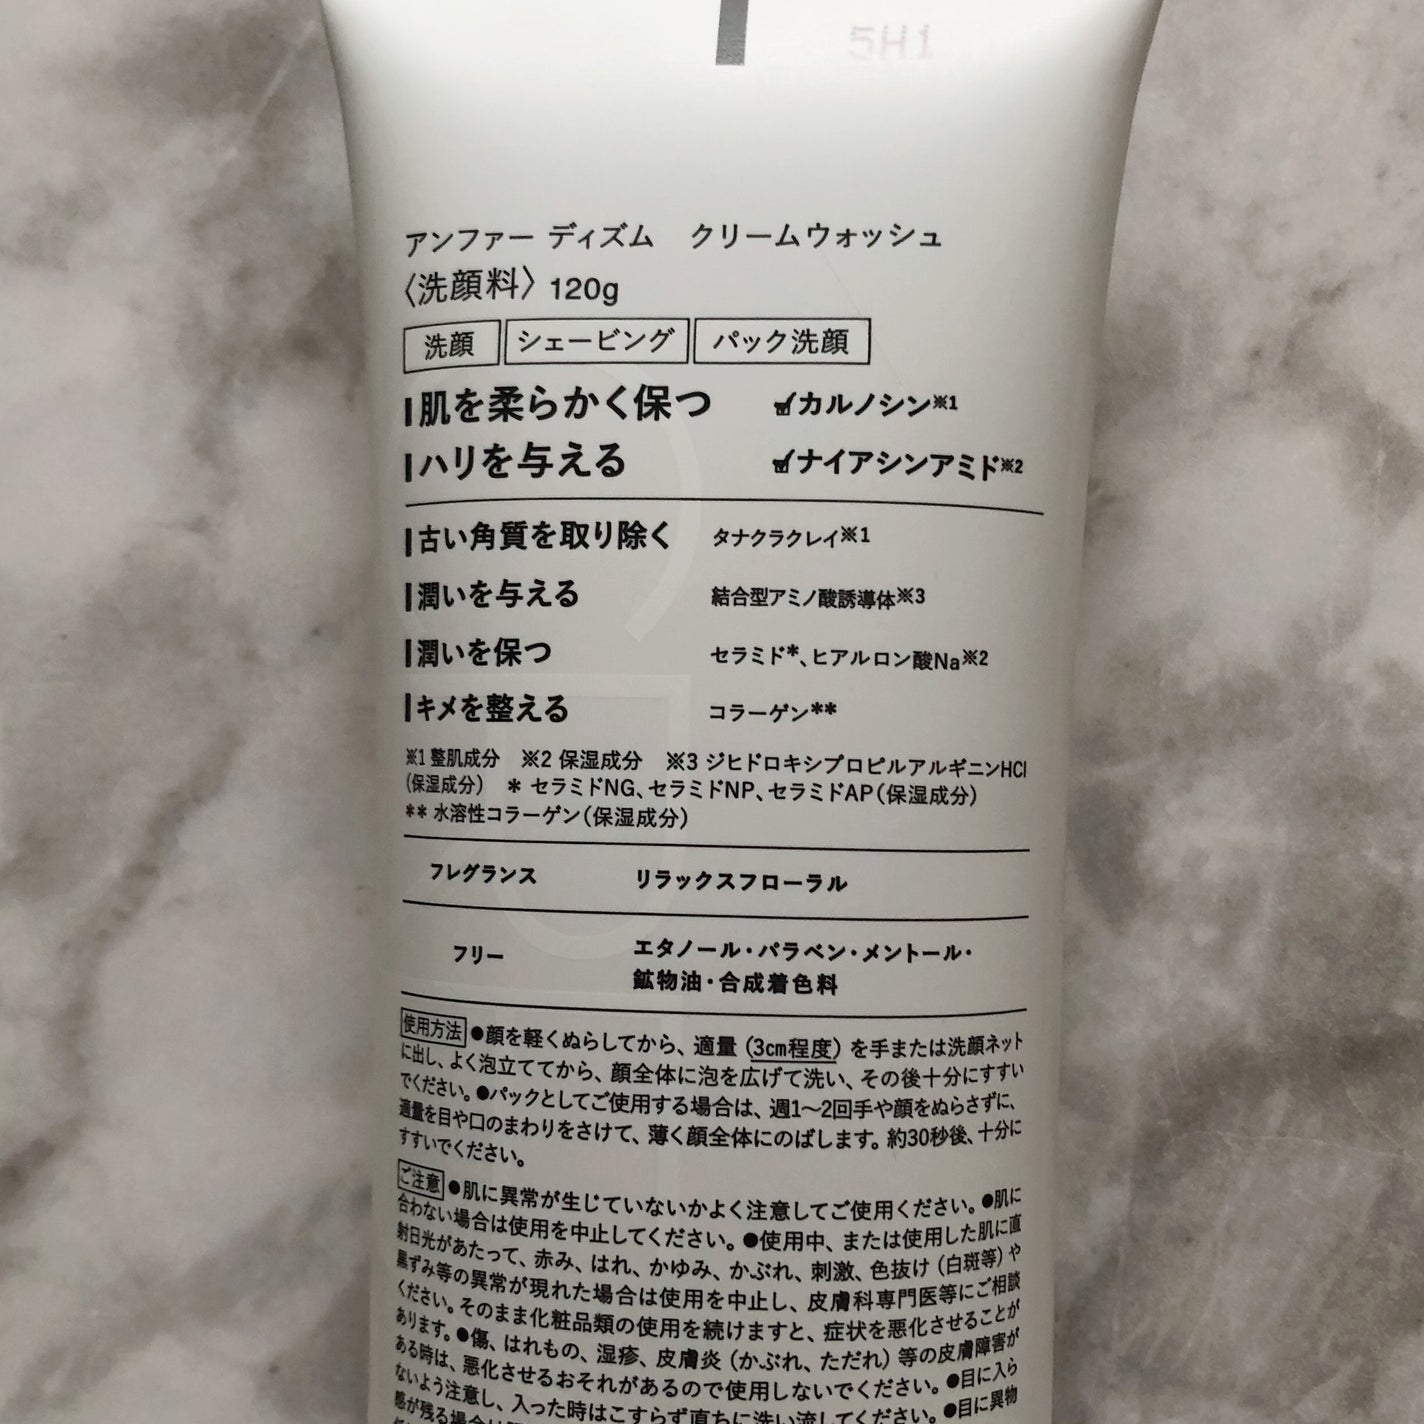 5H1
アンファー ディズム　クリームウォッシュ
〈洗顔料〉120g
洗顔 シェービング パック洗顔
肌を柔らかく保つ カルノシン※1
ハリを与える ナイアシンアミド※2
古い角質を取り除く タナクラクレイ※1
潤いを与える 結合型アミノ酸誘導体※3
潤いを保つ セラミド*、ヒアルロン酸Na※2
キメを整える コラーゲン**
※1 整肌成分　※2 保湿成分　※3 ジヒドロキシプロピルアルギニンHCl
(保湿成分)　* セラミドNG、セラミドNP、セラミドAP(保湿成分)
** 水溶性コラーゲン(保湿成分)
フレグランス リラックスフローラル
フリー エタノール・パラベン・メントール・
鉱物油・合成着色料
使用方法 ●顔を軽くぬらしてから、適量(3cm程度)を手または洗顔ネット
に出し、よく泡立ててから、顔全体に泡を広げて洗い、その後十分にすすい
でください。●パックとしてご使用する場合は、週1〜2回手や顔をぬらさずに、
適量を目や口のまわりをさけて、薄く顔全体にのばします。約30秒後、十分に
すすいでください。
ご注意 ●肌に異常が生じていないかよく注意してご使用ください。●肌に
合わない場合は使用を中止してください。●使用中、または使用した肌に直
射日光があたって、赤み、はれ、かゆみ、かぶれ、刺激、色抜け(白斑等)や
黒ずみ等の異常が現れた場合は使用を中止し、皮膚科専門医等にご相談
ください。そのまま化粧品類の使用を続けますと、症状を悪化させることが
あります。●傷、はれもの、湿疹、皮膚炎(かぶれ、ただれ)等の皮膚障害が
ある時は、悪化させるおそれがあるので使用しないでください。●目に入ら
ないよう注意し、入った時はこすらず直ちに洗い流してください。●目に異物
感が残る場合は